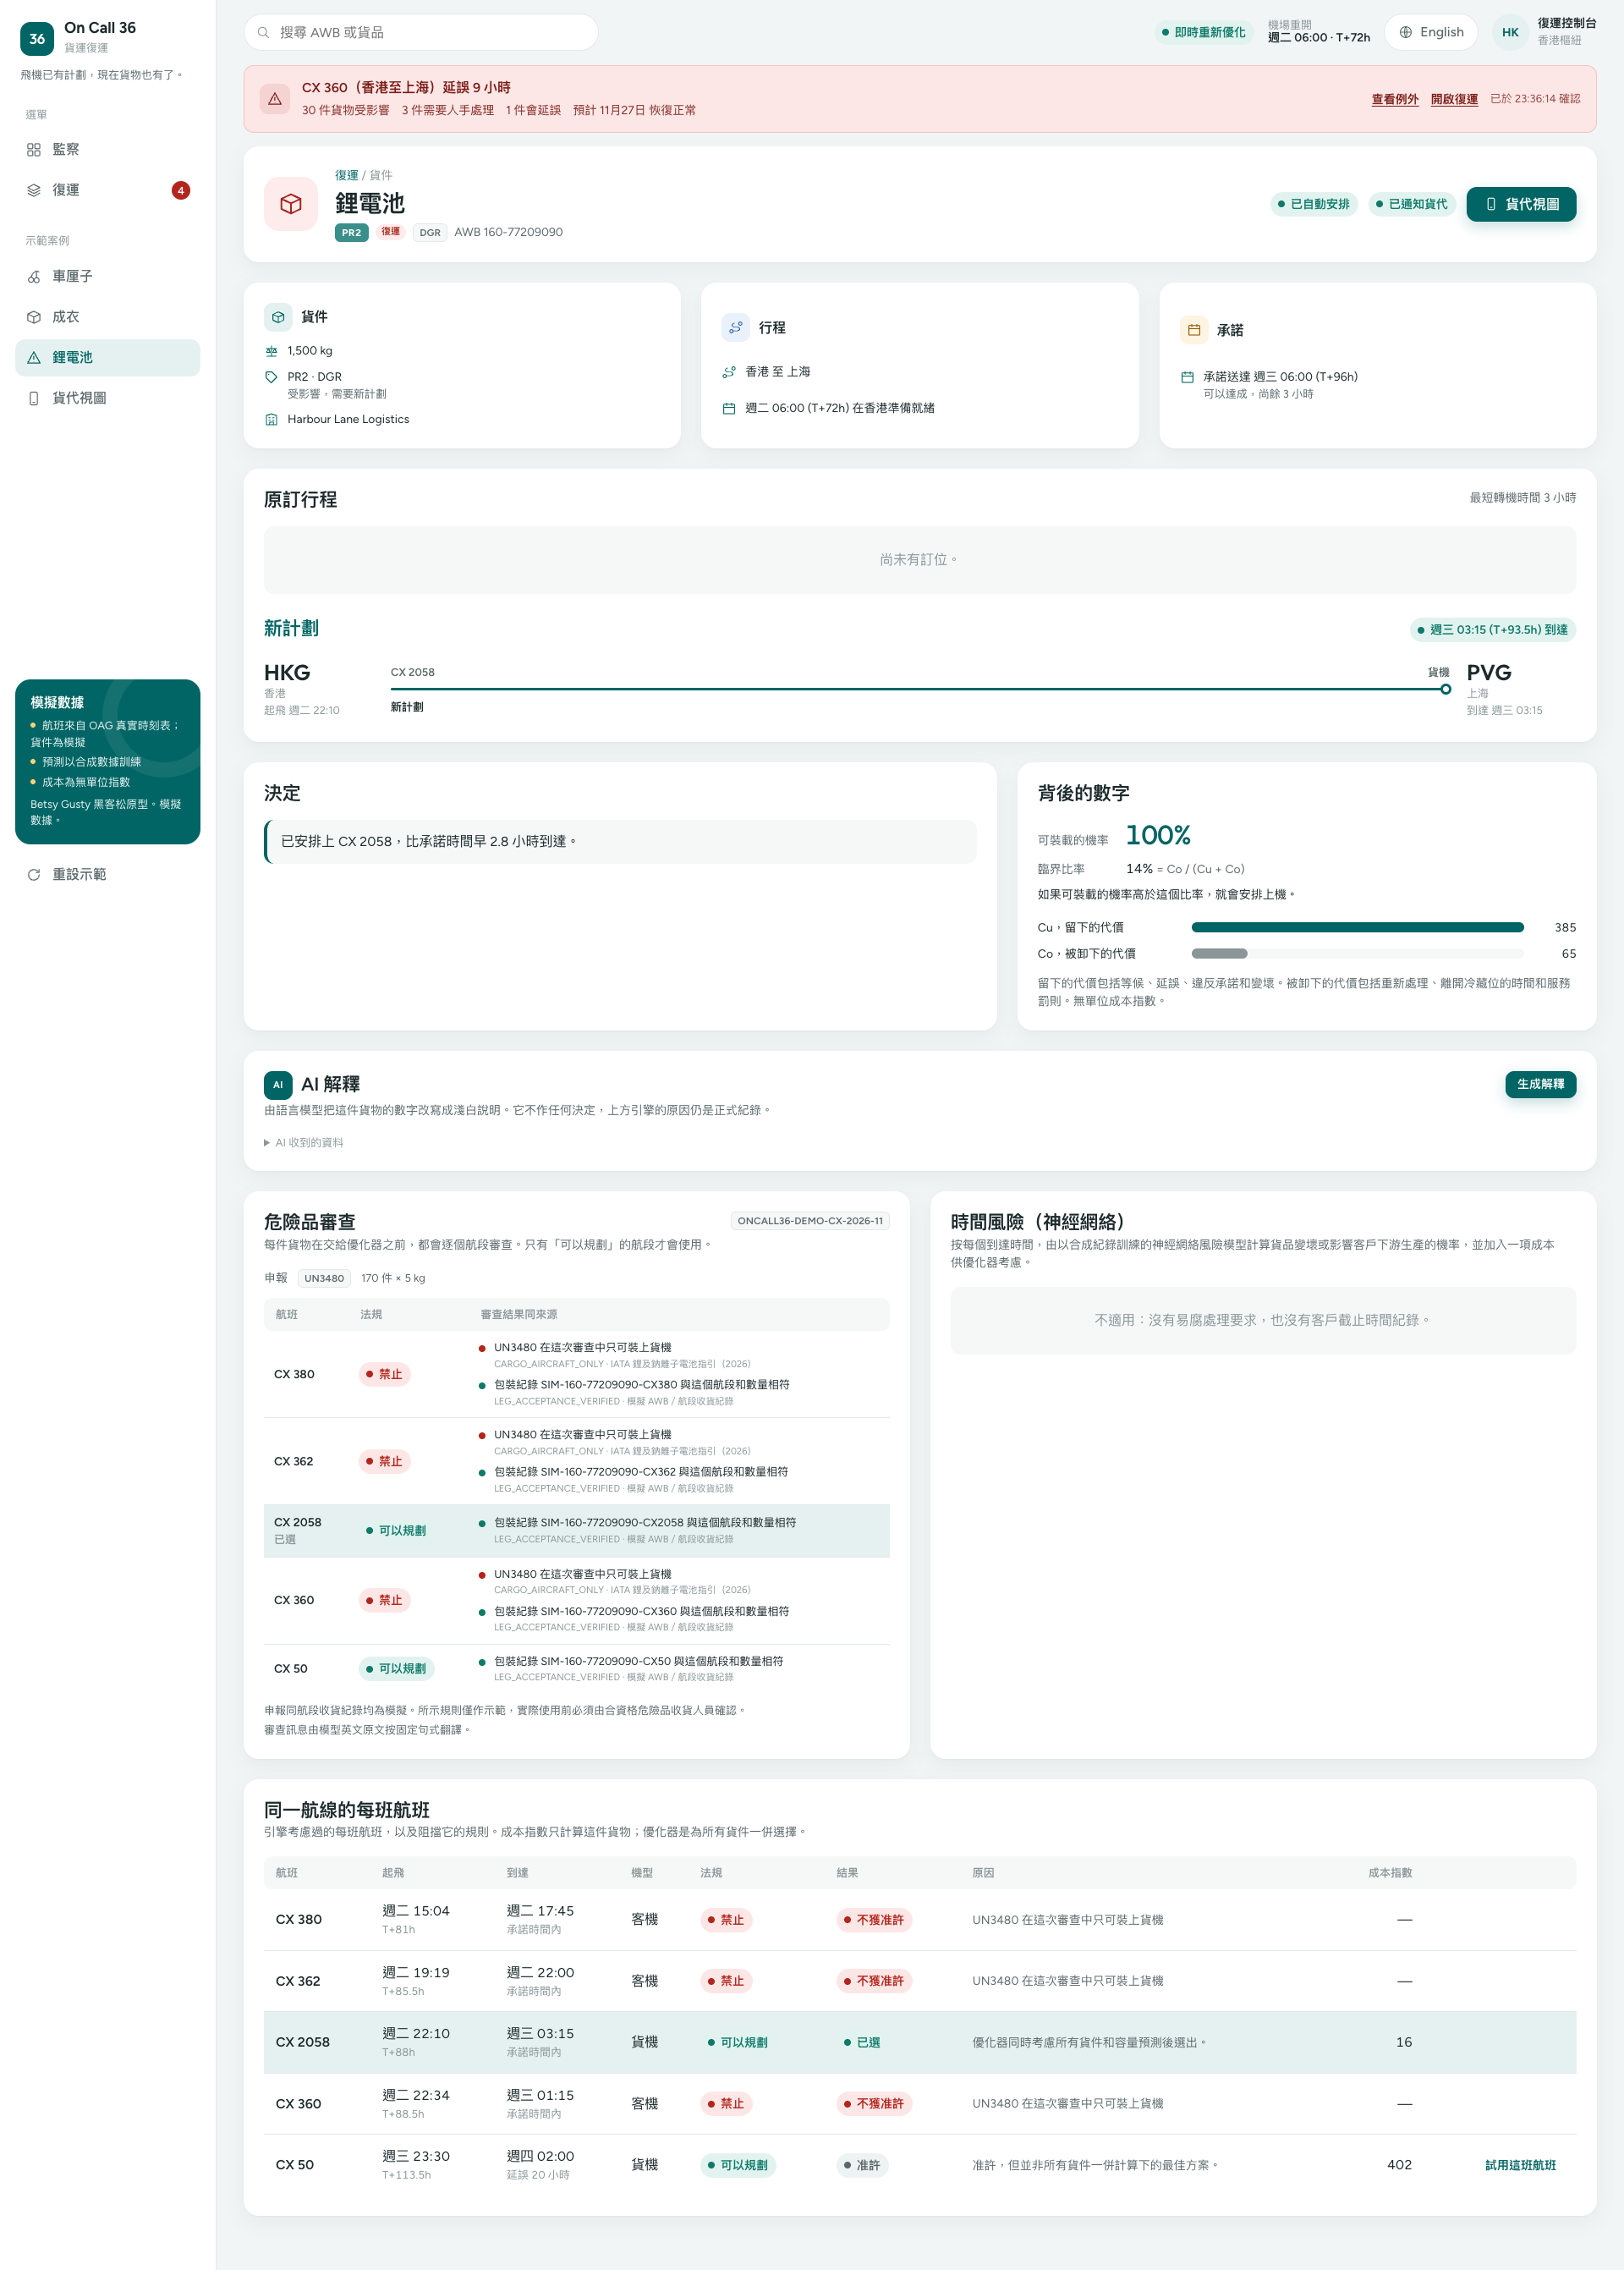 36
On Call 36
貨運復運
飛機已有計劃，現在貨物也有了。
選單
監察
復運 4
示範案例
車厘子
成衣
鋰電池
貨代視圖
模擬數據
航班來自 OAG 真實時刻表；
貨件為模擬
預測以合成數據訓練
成本為無單位指數
Betsy Gusty 黑客松原型。模擬
數據。
重設示範
搜尋 AWB 或貨品
即時重新優化
機場重開
週二 06:00 · T+72h
English
HK
復運控制台
香港樞紐
CX 360（香港至上海）延誤 9 小時
30 件貨物受影響 3 件需要人手處理 1 件會延誤 預計 11月27日 恢復正常
查看例外 開啟復運 已於 23:36:14 確認
復運 / 貨件
鋰電池
PR2 復運 DGR AWB 160-77209090
已自動安排 已通知貨代 貨代視圖
貨件
1,500 kg
PR2 · DGR
受影響，需要新計劃
Harbour Lane Logistics
行程
香港 至 上海
週二 06:00 (T+72h) 在香港準備就緒
承諾
承諾送達 週三 06:00 (T+96h)
可以達成，尚餘 3 小時
原訂行程 最短轉機時間 3 小時
尚未有訂位。
新計劃 週三 03:15 (T+93.5h) 到達
HKG
香港
起飛 週二 22:10
CX 2058 貨機
新計劃
PVG
上海
到達 週三 03:15
決定
已安排上 CX 2058，比承諾時間早 2.8 小時到達。
背後的數字
可裝載的機率 100%
臨界比率 14% = Co / (Cu + Co)
如果可裝載的機率高於這個比率，就會安排上機。
Cu，留下的代價 385
Co，被卸下的代價 65
留下的代價包括等候、延誤、違反承諾和變壞。被卸下的代價包括重新處理、離開冷藏位的時間和服務
罰則。無單位成本指數。
AI AI 解釋 生成解釋
由語言模型把這件貨物的數字改寫成淺白說明。它不作任何決定，上方引擎的原因仍是正式紀錄。
AI 收到的資料
危險品審查 ONCALL36-DEMO-CX-2026-11
每件貨物在交給優化器之前，都會逐個航段審查。只有「可以規劃」的航段才會使用。
申報 UN3480 170 件 × 5 kg
航班 法規 審查結果同來源
CX 380 禁止
UN3480 在這次審查中只可裝上貨機
CARGO_AIRCRAFT_ONLY · IATA 鋰及鈉離子電池指引（2026）
包裝紀錄 SIM-160-77209090-CX380 與這個航段和數量相符
LEG_ACCEPTANCE_VERIFIED · 模擬 AWB / 航段收貨紀錄
CX 362 禁止
UN3480 在這次審查中只可裝上貨機
CARGO_AIRCRAFT_ONLY · IATA 鋰及鈉離子電池指引（2026）
包裝紀錄 SIM-160-77209090-CX362 與這個航段和數量相符
LEG_ACCEPTANCE_VERIFIED · 模擬 AWB / 航段收貨紀錄
CX 2058
已選
可以規劃
包裝紀錄 SIM-160-77209090-CX2058 與這個航段和數量相符
LEG_ACCEPTANCE_VERIFIED · 模擬 AWB / 航段收貨紀錄
CX 360 禁止
UN3480 在這次審查中只可裝上貨機
CARGO_AIRCRAFT_ONLY · IATA 鋰及鈉離子電池指引（2026）
包裝紀錄 SIM-160-77209090-CX360 與這個航段和數量相符
LEG_ACCEPTANCE_VERIFIED · 模擬 AWB / 航段收貨紀錄
CX 50 可以規劃
包裝紀錄 SIM-160-77209090-CX50 與這個航段和數量相符
LEG_ACCEPTANCE_VERIFIED · 模擬 AWB / 航段收貨紀錄
申報同航段收貨紀錄均為模擬。所示規則僅作示範，實際使用前必須由合資格危險品收貨人員確認。
審查訊息由模型英文原文按固定句式翻譯。
時間風險（神經網絡）
按每個到達時間，由以合成紀錄訓練的神經網絡風險模型計算貨品變壞或影響客戶下游生產的機率，並加入一項成本
供優化器考慮。
不適用：沒有易腐處理要求，也沒有客戶截止時間紀錄。
同一航線的每班航班
引擎考慮過的每班航班，以及阻擋它的規則。成本指數只計算這件貨物；優化器是為所有貨件一併選擇。
航班 起飛 到達 機型 法規 結果 原因 成本指數
CX 380 週二 15:04 週二 17:45 客機 禁止 不獲准許 UN3480 在這次審查中只可裝上貨機 —
T+81h 承諾時間內
CX 362 週二 19:19 週二 22:00 客機 禁止 不獲准許 UN3480 在這次審查中只可裝上貨機 —
T+85.5h 承諾時間內
CX 2058 週二 22:10 週三 03:15 貨機 可以規劃 已選 優化器同時考慮所有貨件和容量預測後選出。 16
T+88h 承諾時間內
CX 360 週二 22:34 週三 01:15 客機 禁止 不獲准許 UN3480 在這次審查中只可裝上貨機 —
T+88.5h 承諾時間內
CX 50 週三 23:30 週四 02:00 貨機 可以規劃 准許 准許，但並非所有貨件一併計算下的最佳方案。 402 試用這班航班
T+113.5h 延誤 20 小時